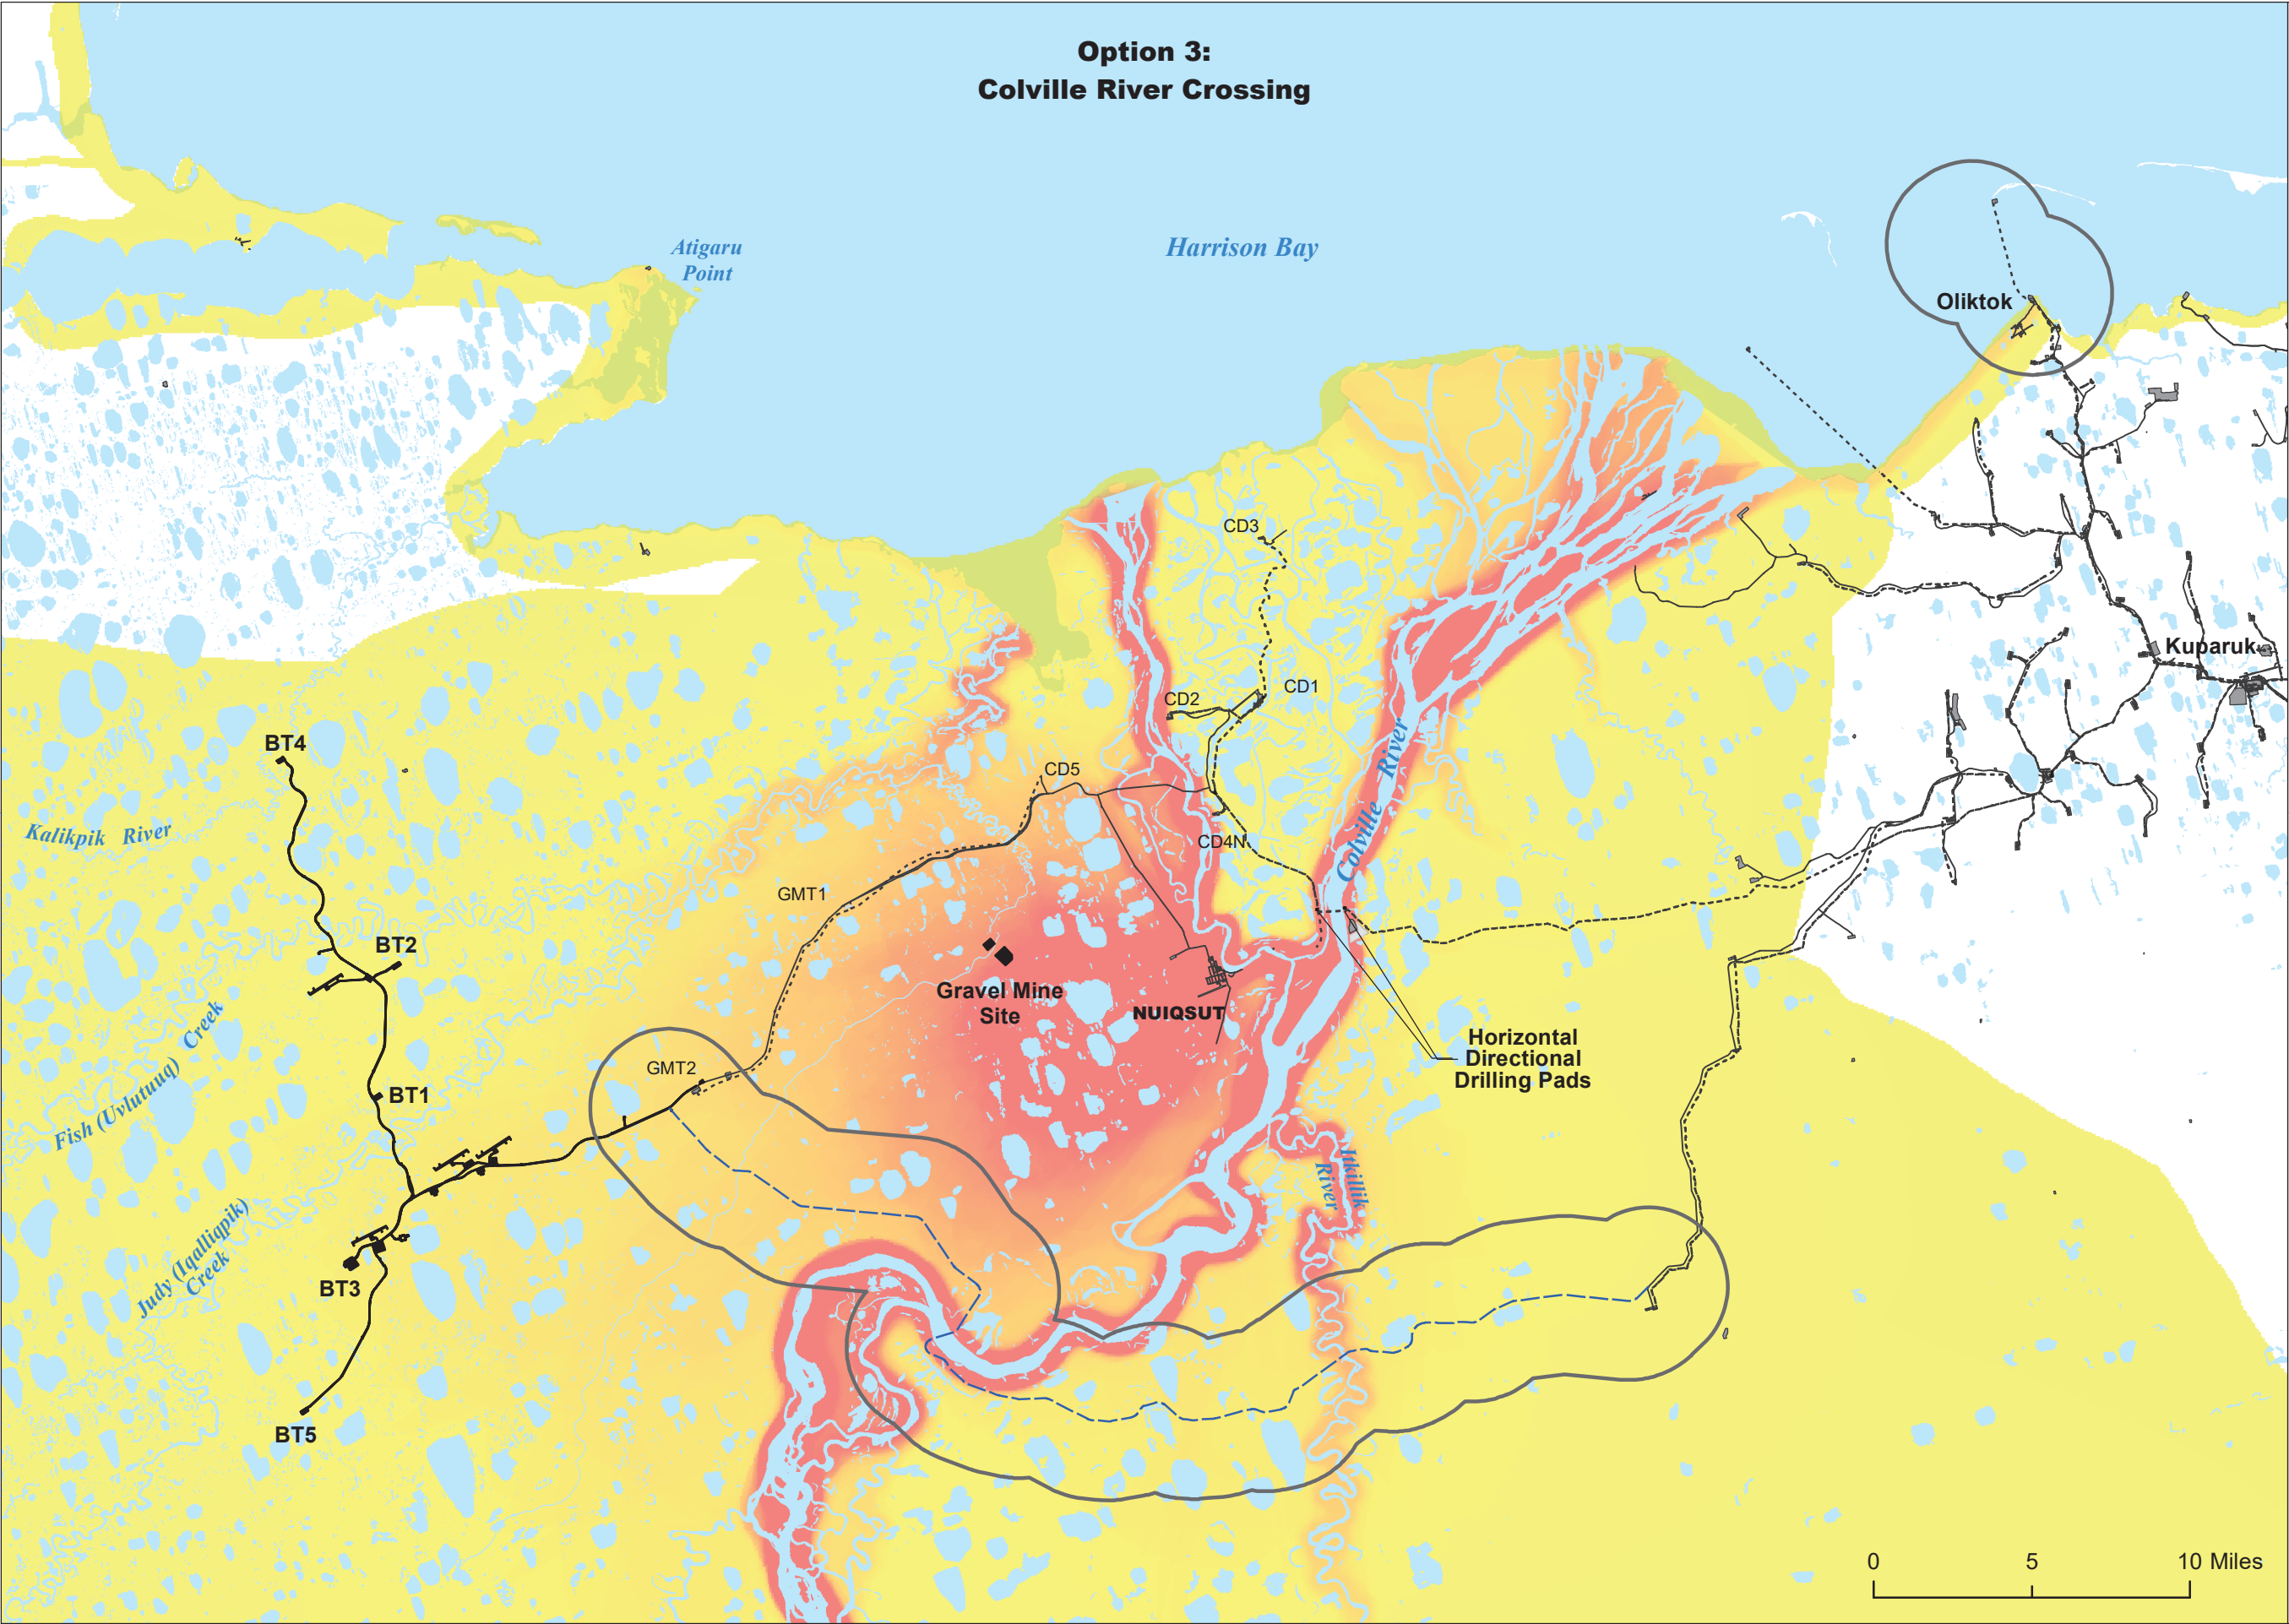 Option 3:
Colville River Crossing
Atigaru
Point
Harrison Bay
Oliktok
CD3
Kuparuk
CD1
CD2
BT4
CD5
Colville River
Kalikpik River
CD4N
GMT1
BT2
Gravel Mine
Site
NUIQSUT
Horizontal
Directional
Drilling Pads
GMT2
BT1
Fish (Uvlutuuq) Creek
Itkillik
River
Judy (Iqalliqpik)
Creek
BT3
BT5
0 5 10 Miles